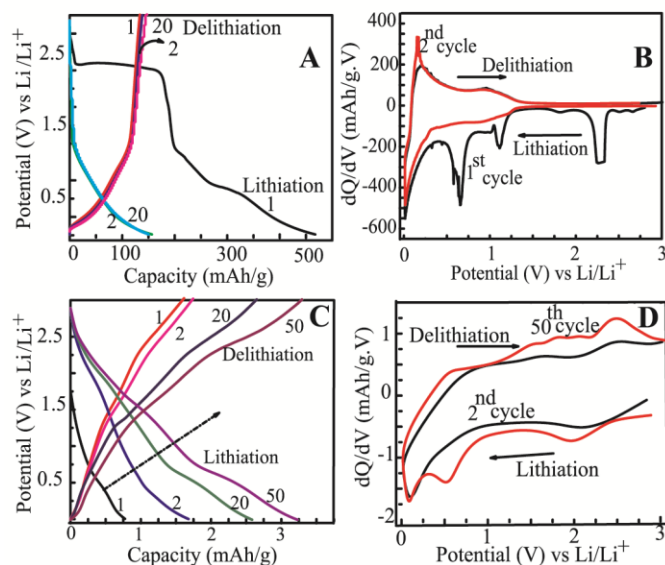 A
Potential (V) vs Li/Li+
2.5
1.5
0.5
0 100 300 500
Capacity (mAh/g)
1 20
2
Delithiation
Lithiation
1
2 20
B
dQ/dV (mAh/g.V)
400
200
0
-200
-400
-600
0 1 2 3
Potential (V) vs Li/Li+
2nd cycle
Delithiation
Lithiation
1st cycle
C
Potential (V) vs Li/Li+
2.5
1.5
0.5
0 1 2 3 4
Capacity (mAh/g)
1 2 20 50
Delithiation
Lithiation
1 2 20 50
D
dQ/dV (mAh/g.V)
1
0
-1
-2
0 1 2 3
Potential (V) vs Li/Li+
50th cycle
Delithiation
2nd cycle
Lithiation